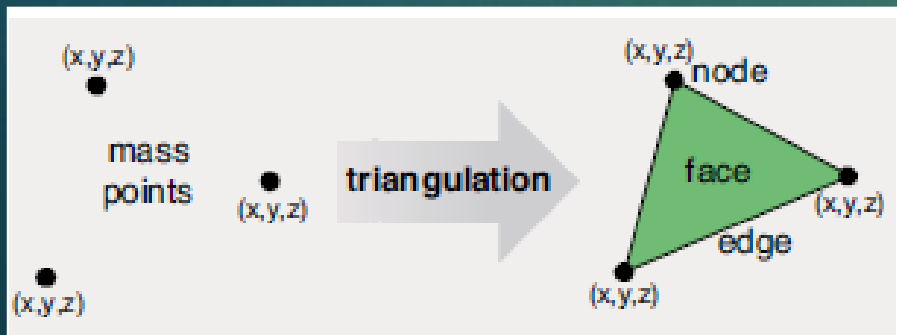 (x,y,z)
mass
points
(x,y,z)
(x,y,z)
triangulation
(x,y,z)
node
face
(x,y,z)
edge
(x,y,z)